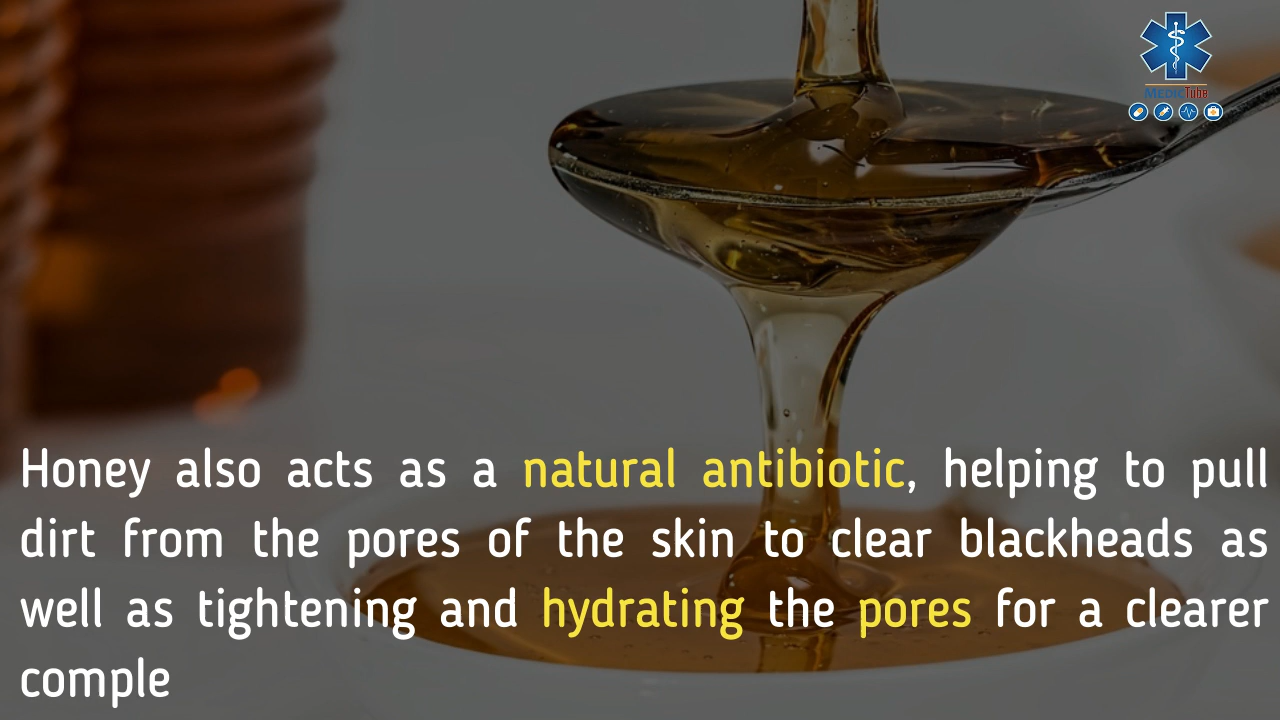 MEDICTube
Honey also acts as a natural antibiotic, helping to pull
dirt from the pores of the skin to clear blackheads as
well as tightening and hydrating the pores for a clearer
comple